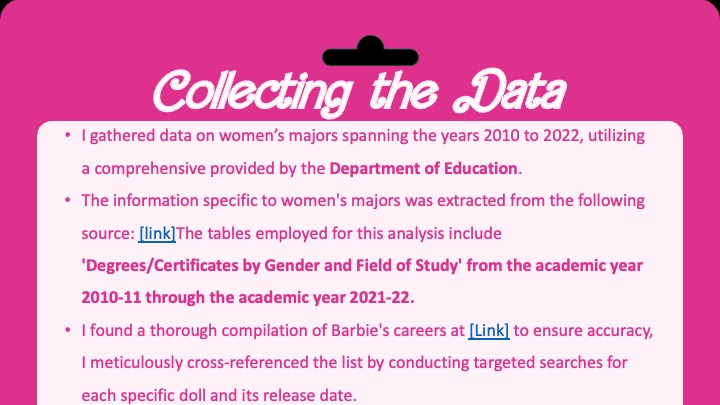 Collecting the Data
• I gathered data on women’s majors spanning the years 2010 to 2022, utilizing
a comprehensive provided by the Department of Education.
• The information specific to women's majors was extracted from the following
source: [link]The tables employed for this analysis include
'Degrees/Certificates by Gender and Field of Study' from the academic year
2010-11 through the academic year 2021-22.
• I found a thorough compilation of Barbie's careers at [Link] to ensure accuracy,
I meticulously cross-referenced the list by conducting targeted searches for
each specific doll and its release date.